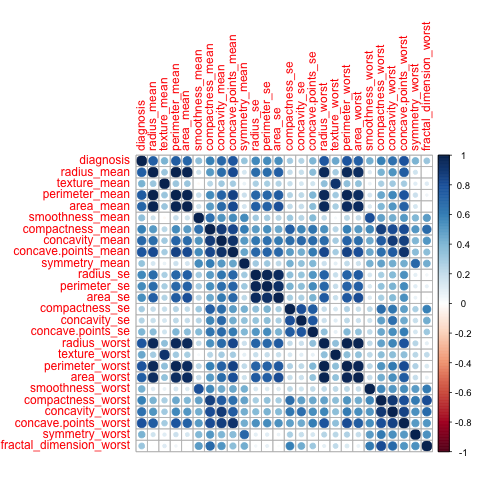 diagnosis
radius_mean
texture_mean
perimeter_mean
area_mean
smoothness_mean
compactness_mean
concavity_mean
concave.points_mean
symmetry_mean
radius_se
perimeter_se
area_se
compactness_se
concavity_se
concave.points_se
radius_worst
texture_worst
perimeter_worst
area_worst
smoothness_worst
compactness_worst
concavity_worst
concave.points_worst
symmetry_worst
fractal_dimension_worst
diagnosis
radius_mean
texture_mean
perimeter_mean
area_mean
smoothness_mean
compactness_mean
concavity_mean
concave.points_mean
symmetry_mean
radius_se
perimeter_se
area_se
compactness_se
concavity_se
concave.points_se
radius_worst
texture_worst
perimeter_worst
area_worst
smoothness_worst
compactness_worst
concavity_worst
concave.points_worst
symmetry_worst
fractal_dimension_worst
1
0.8
0.6
0.4
0.2
0
-0.2
-0.4
-0.6
-0.8
-1